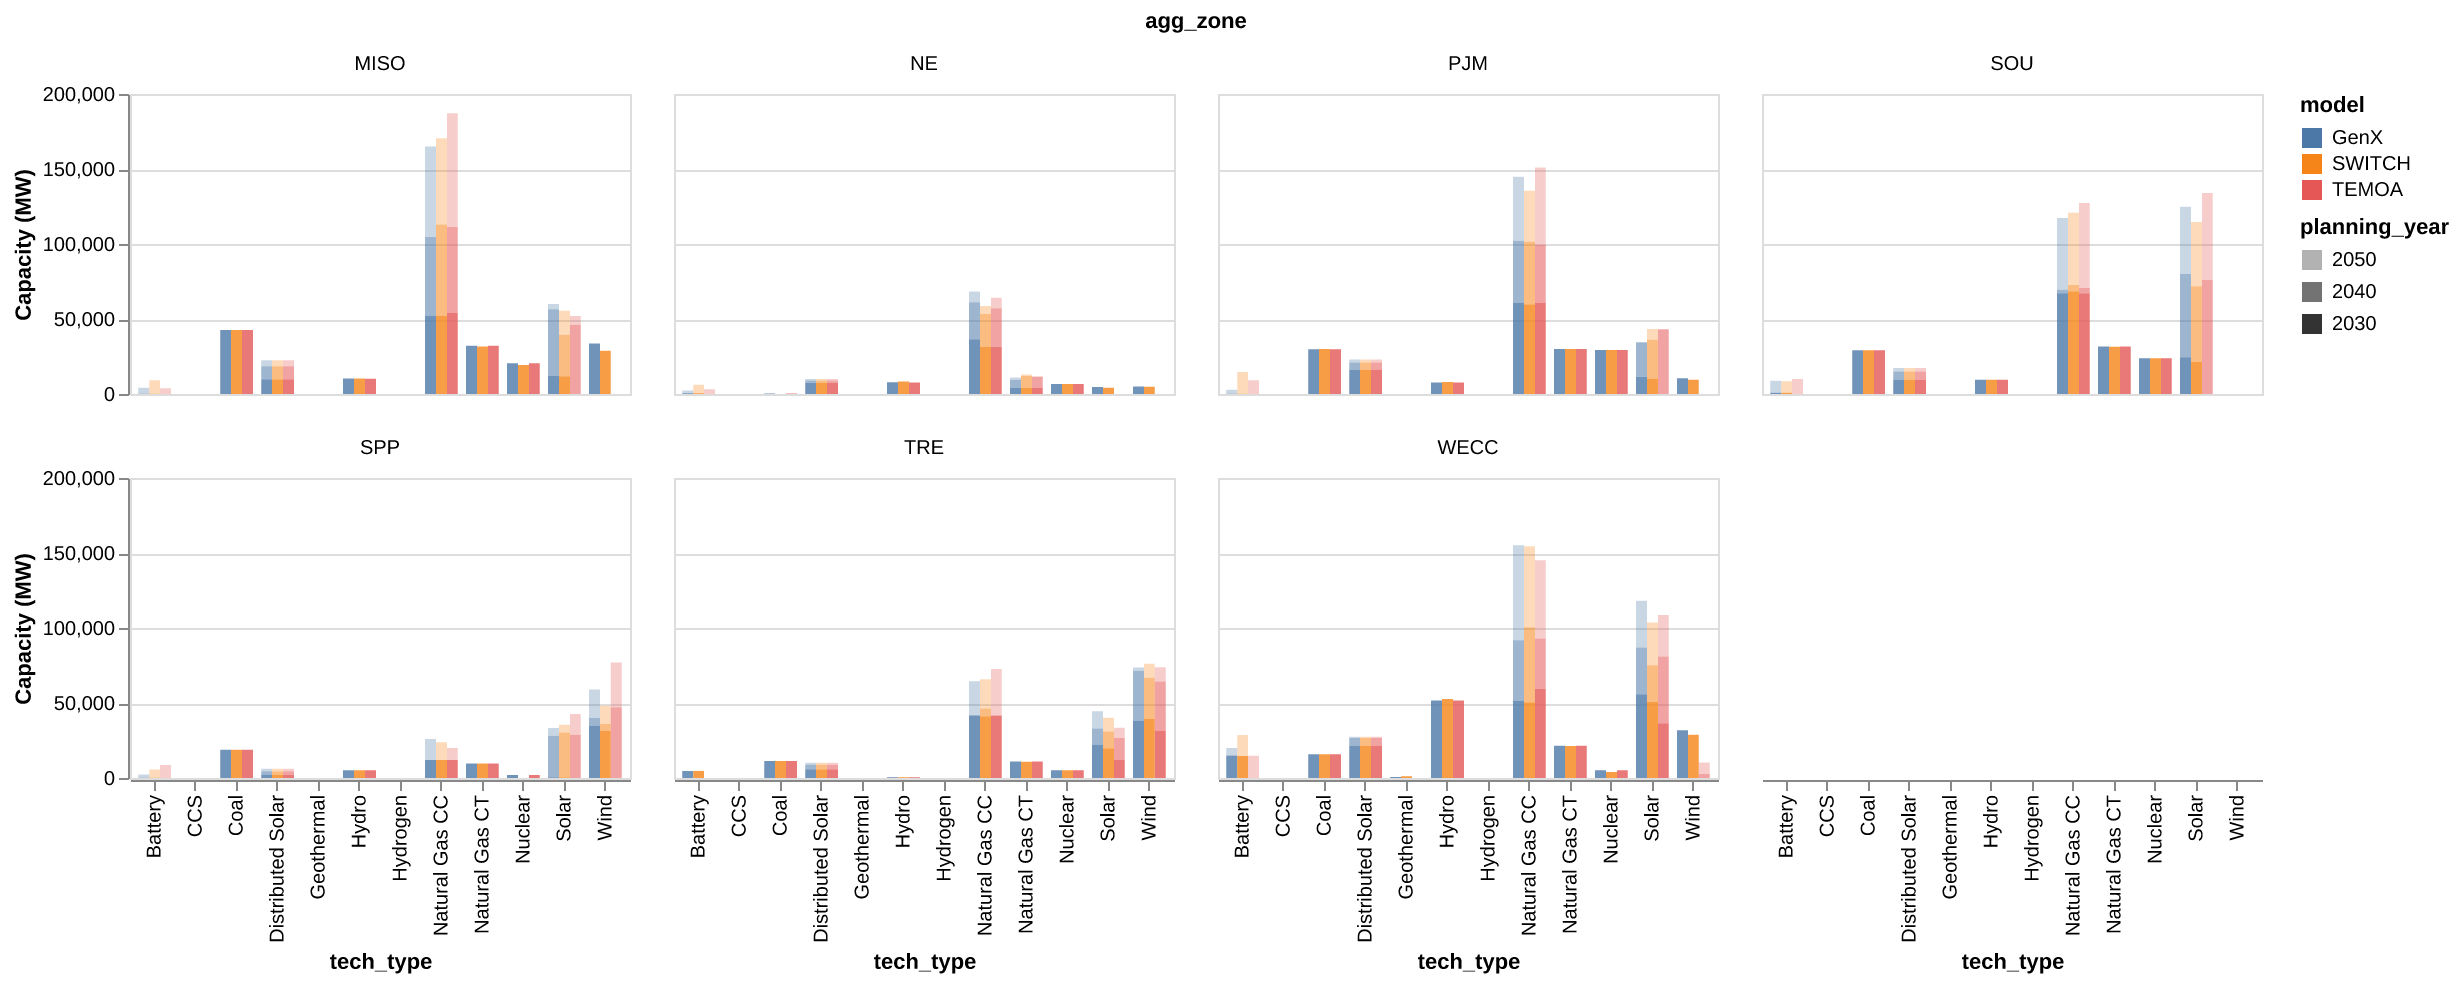 agg_zone
MISO
NE
PJM
SOU
200,000
150,000
100,000
50,000
0
Capacity (MW)
model
GenX
SWITCH
TEMOA
planning_year
2050
2040
2030
SPP
TRE
WECC
200,000
150,000
100,000
50,000
0
Capacity (MW)
Battery
CCS
Coal
Distributed Solar
Geothermal
Hydro
Hydrogen
Natural Gas CC
Natural Gas CT
Nuclear
Solar
Wind
tech_type
Battery
CCS
Coal
Distributed Solar
Geothermal
Hydro
Hydrogen
Natural Gas CC
Natural Gas CT
Nuclear
Solar
Wind
tech_type
Battery
CCS
Coal
Distributed Solar
Geothermal
Hydro
Hydrogen
Natural Gas CC
Natural Gas CT
Nuclear
Solar
Wind
tech_type
Battery
CCS
Coal
Distributed Solar
Geothermal
Hydro
Hydrogen
Natural Gas CC
Natural Gas CT
Nuclear
Solar
Wind
tech_type